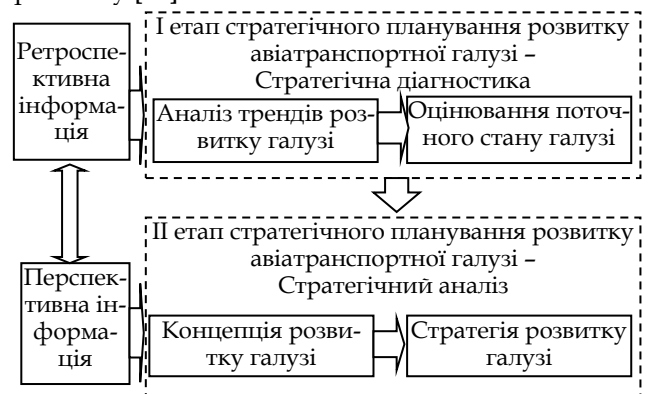 Ретроспе-
ктивна
інформа-
ція
І етап стратегічного планування розвитку
авіатранспортної галузі –
Стратегічна діагностика
Аналіз трендів роз-
витку галузі
Оцінювання поточ-
ного стану галузі
Перспек-
тивна ін-
форма-
ція
ІІ етап стратегічного планування розвитку
авіатранспортної галузі –
Стратегічний аналіз
Концепція розви-
тку галузі
Стратегія розвитку
галузі